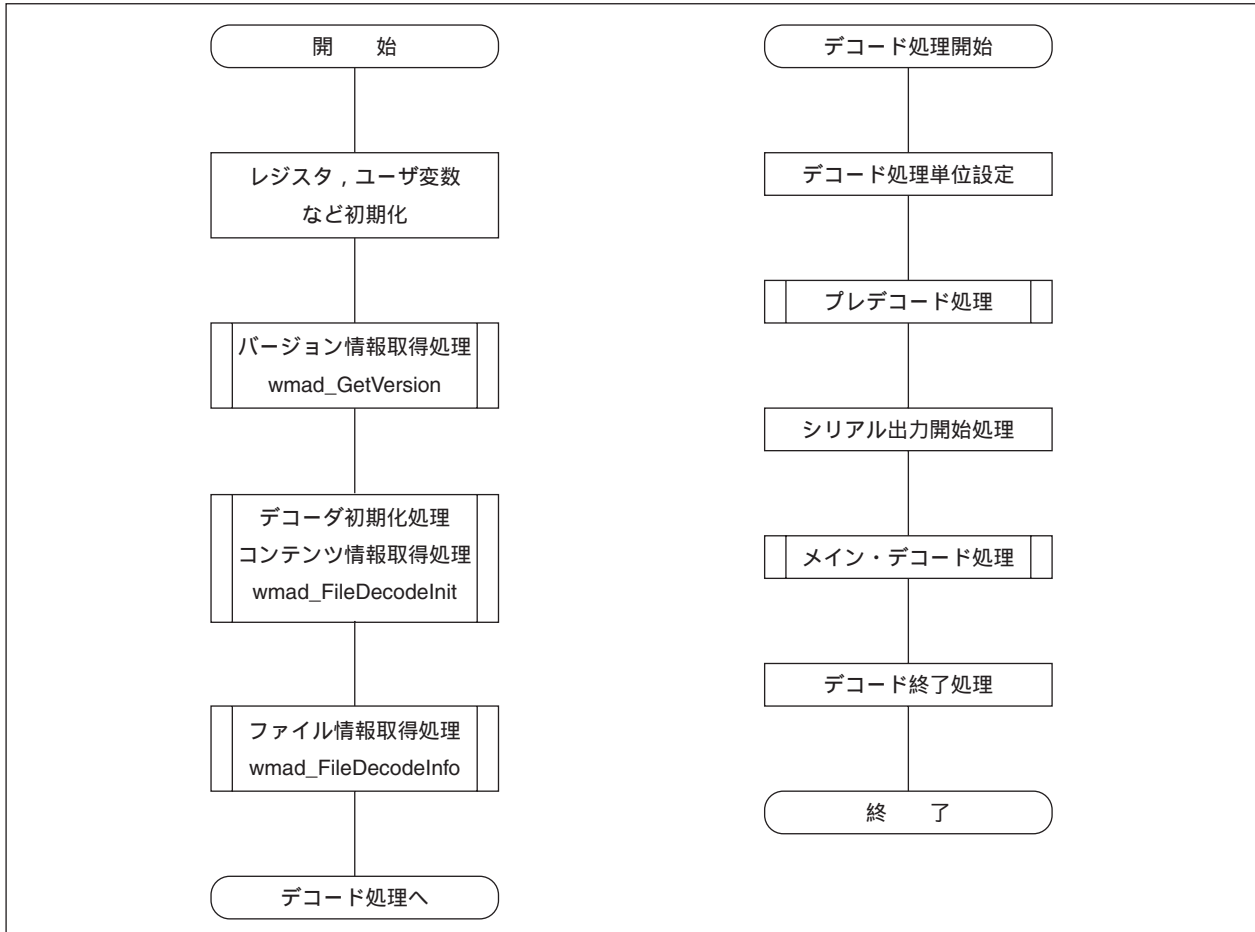 開　　始
レジスタ，ユーザ変数
など初期化
バージョン情報取得処理
wmad_GetVersion
デコーダ初期化処理
コンテンツ情報取得処理
wmad_FileDecodeInit
ファイル情報取得処理
wmad_FileDecodeInfo
デコード処理へ
デコード処理開始
デコード処理単位設定
プレデコード処理
シリアル出力開始処理
メイン・デコード処理
デコード終了処理
終　　了